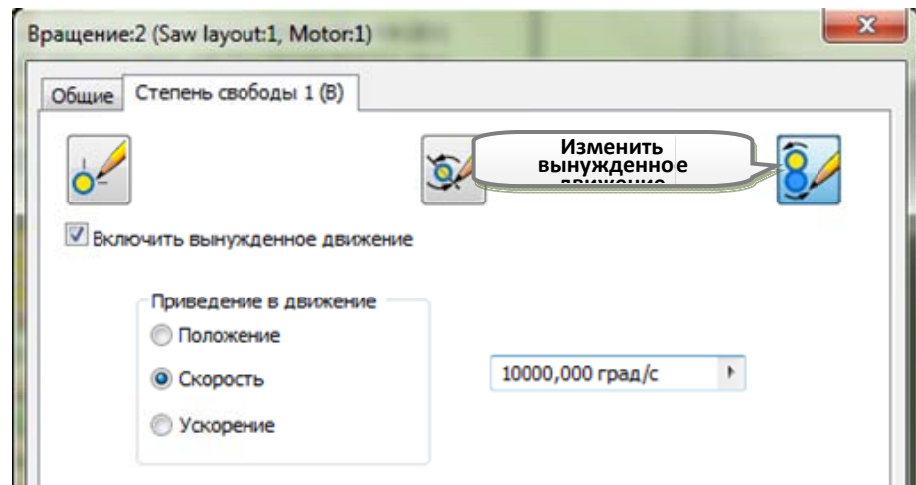 Вращение:2 (Saw layout:1, Motor:1)
Общие
Степень свободы 1 (В)
Изменить
вынужденное
движение
Включить вынужденное движение
Приведение в движение
Положение
Скорость
10000,000 град/с
Ускорение